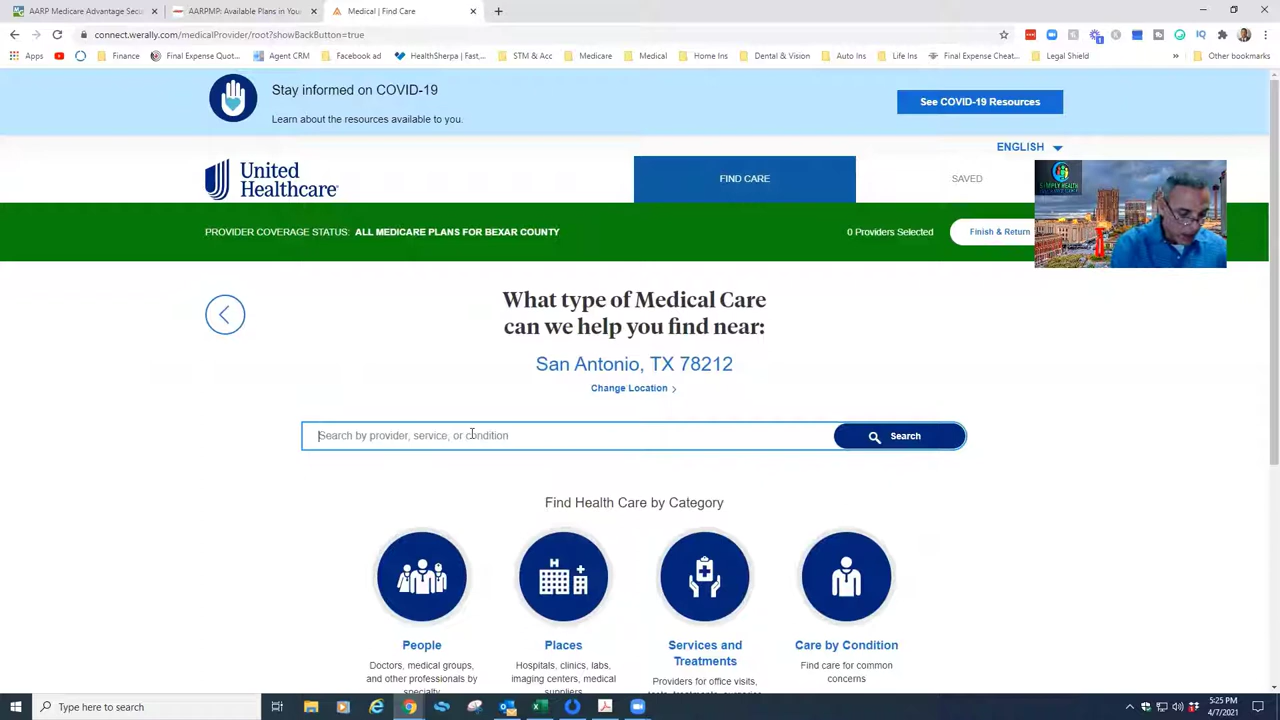 AARP Medicare Advantage Secu
AARPMP: Available Plans in Your
Medical | Find Care
connect.werally.com/medicalProvider/root?showBackButton=true
Apps
Finance
Final Expense Quot...
Agent CRM
Facebook ad
HealthSherpa | Fast,...
STM & Acc
Medicare
Medical
Home Ins
Dental & Vision
Auto Ins
Life Ins
Final Expense Cheat...
Legal Shield
Other bookmarks
Stay informed on COVID-19
Learn about the resources available to you.
See COVID-19 Resources
ENGLISH
United
Healthcare
FIND CARE
SAVED
SIMPLY HEALTH
PROVIDER COVERAGE STATUS: ALL MEDICARE PLANS FOR BEXAR COUNTY
0 Providers Selected
Finish & Return
What type of Medical Care
can we help you find near:
San Antonio, TX 78212
Change Location
Search by provider, service, or condition
Search
Find Health Care by Category
People
Doctors, medical groups,
and other professionals by
specialty
Places
Hospitals, clinics, labs,
imaging centers, medical
suppliers
Services and
Treatments
Providers for office visits,
tests, treatments, surgeries
Care by Condition
Find care for common
concerns
Type here to search
5:25 PM
4/7/2021